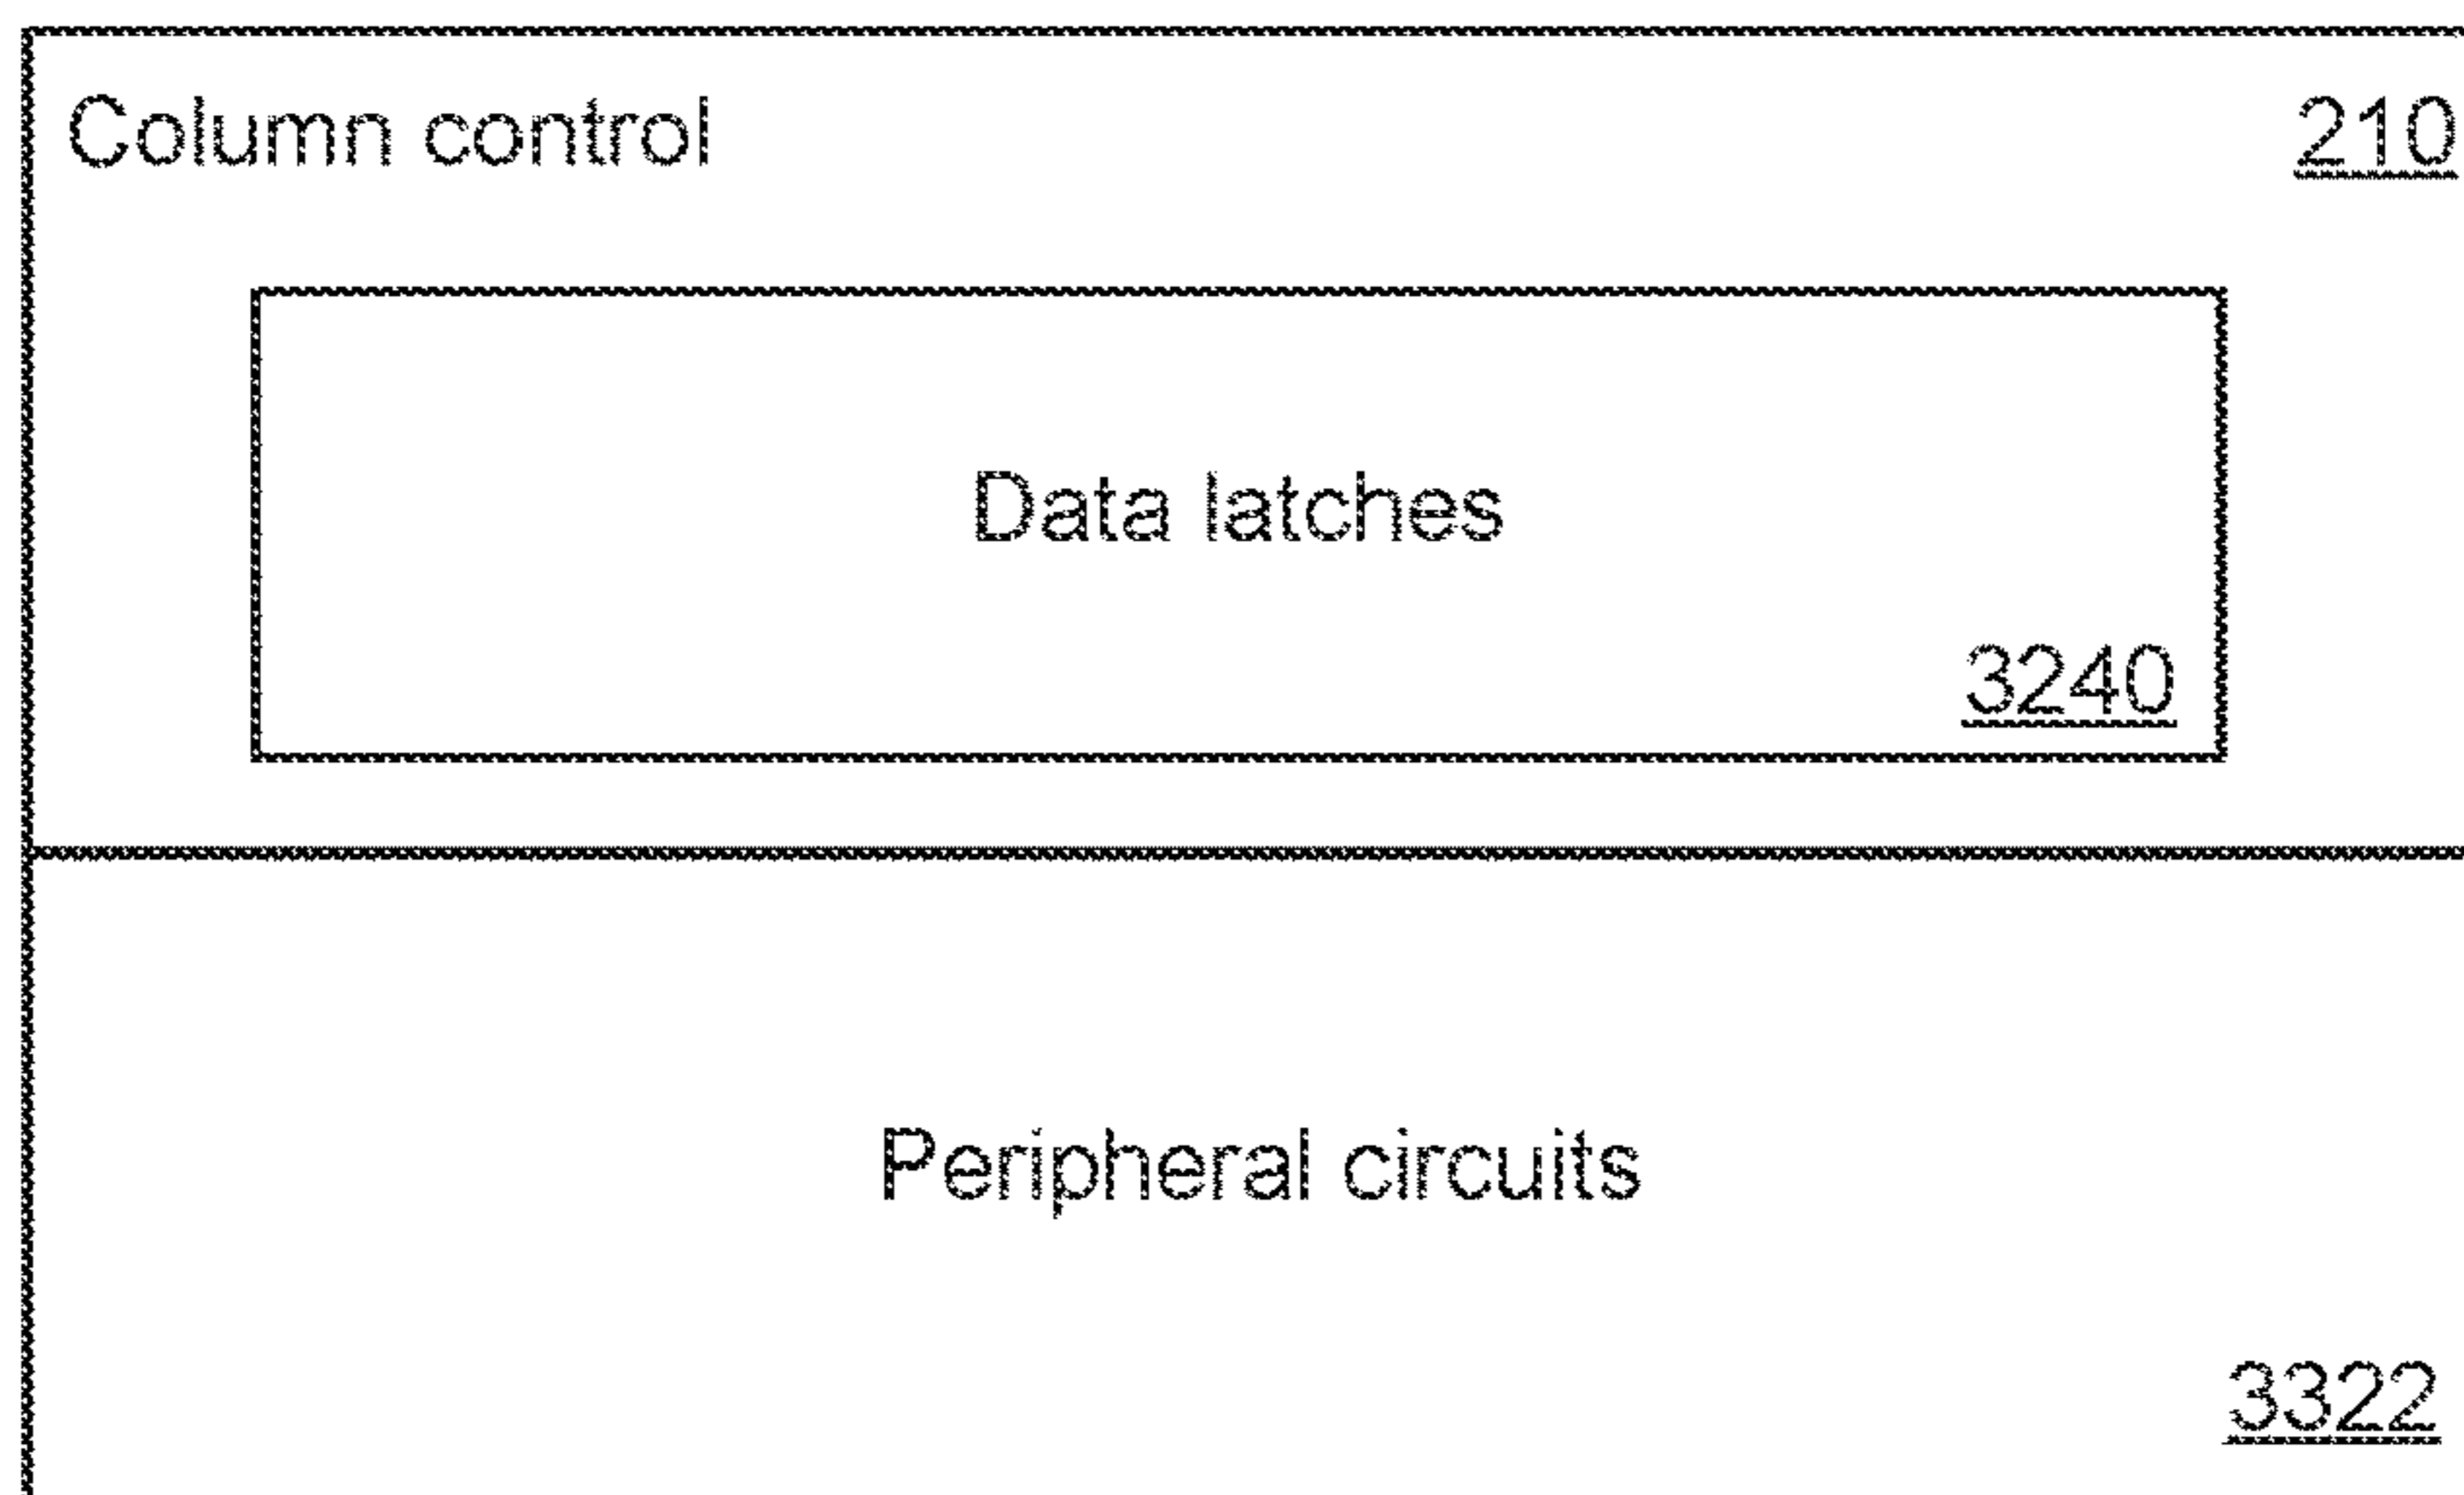 Column control 210
Data latches
3240
Peripheral circuits
3322